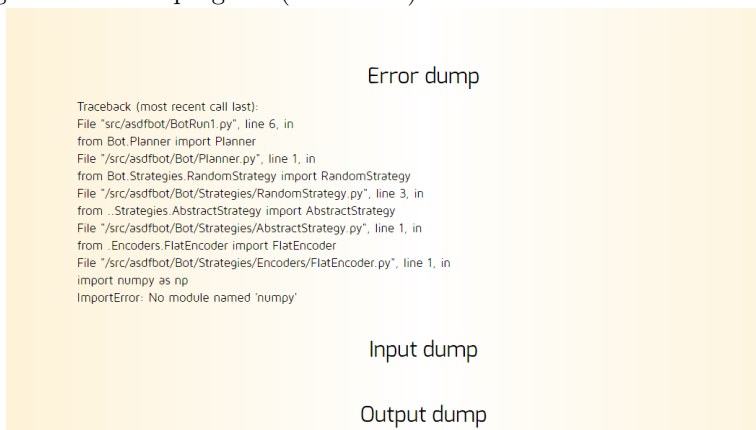 Error dump
Traceback (most recent call last):
File "src/asdfbot/BotRun1.py", line 6, in
from Bot.Planner import Planner
File "/src/asdfbot/Bot/Planner.py", line 1, in
from Bot.Strategies.RandomStrategy import RandomStrategy
File "/src/asdfbot/Bot/Strategies/RandomStrategy.py", line 3, in
from ..Strategies.AbstractStrategy import AbstractStrategy
File "/src/asdfbot/Bot/Strategies/AbstractStrategy.py", line 1, in
from .Encoders.FlatEncoder import FlatEncoder
File "/src/asdfbot/Bot/Strategies/Encoders/FlatEncoder.py", line 1, in
import numpy as np
ImportError: No module named 'numpy'
Input dump
Output dump